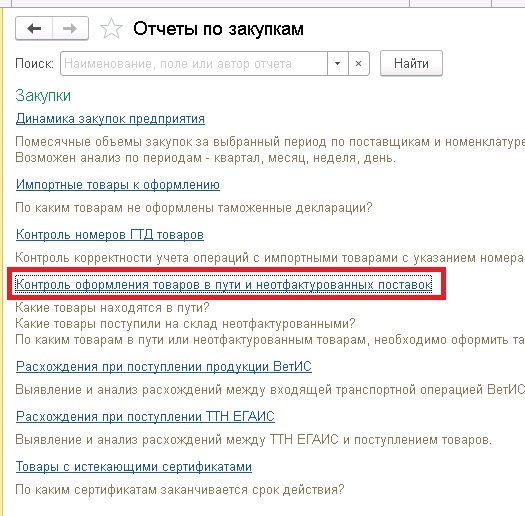 Отчеты по закупкам
Поиск: Наименование, поле или автор отчета Найти
Закупки
Динамика закупок предприятия
Помесячные объемы закупок за выбранный период по поставщикам и номенклатуре
Возможен анализ по периодам - квартал, месяц, неделя, день.
Импортные товары к оформлению
По каким товарам не оформлены таможенные декларации?
Контроль номеров ГТД товаров
Контроль корректности учета операций с импортными товарами с указанием номера
Контроль оформления товаров в пути и неотфактурованных поставок
Какие товары находятся в пути?
Какие товары поступили на склад неотфактурованными?
По каким товарам в пути или неотфактурованным товарам, необходимо оформить та
Расхождения при поступлении продукции ВетИС
Выявление и анализ расхождений между входящей транспортной операцией ВетИС
Расхождения при поступлении ТТН ЕГАИС
Выявление и анализ расхождений между ТТН ЕГАИС и поступлением товаров.
Товары с истекающими сертификатами
По каким сертификатам заканчивается срок действия?